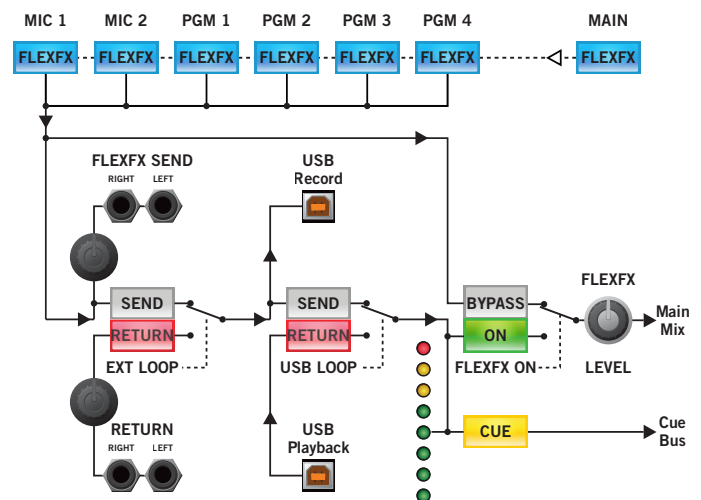 MIC 1 MIC 2 PGM 1 PGM 2 PGM 3 PGM 4 MAIN
FLEXFX FLEXFX FLEXFX FLEXFX FLEXFX FLEXFX FLEXFX
FLEXFX SEND
RIGHT LEFT
USB
Record
SEND
RETURN
EXT LOOP
SEND
RETURN
USB LOOP
BYPASS
ON
FLEXFX ON
FLEXFX
LEVEL
Main
Mix
RETURN
RIGHT LEFT
USB
Playback
CUE
Cue
Bus